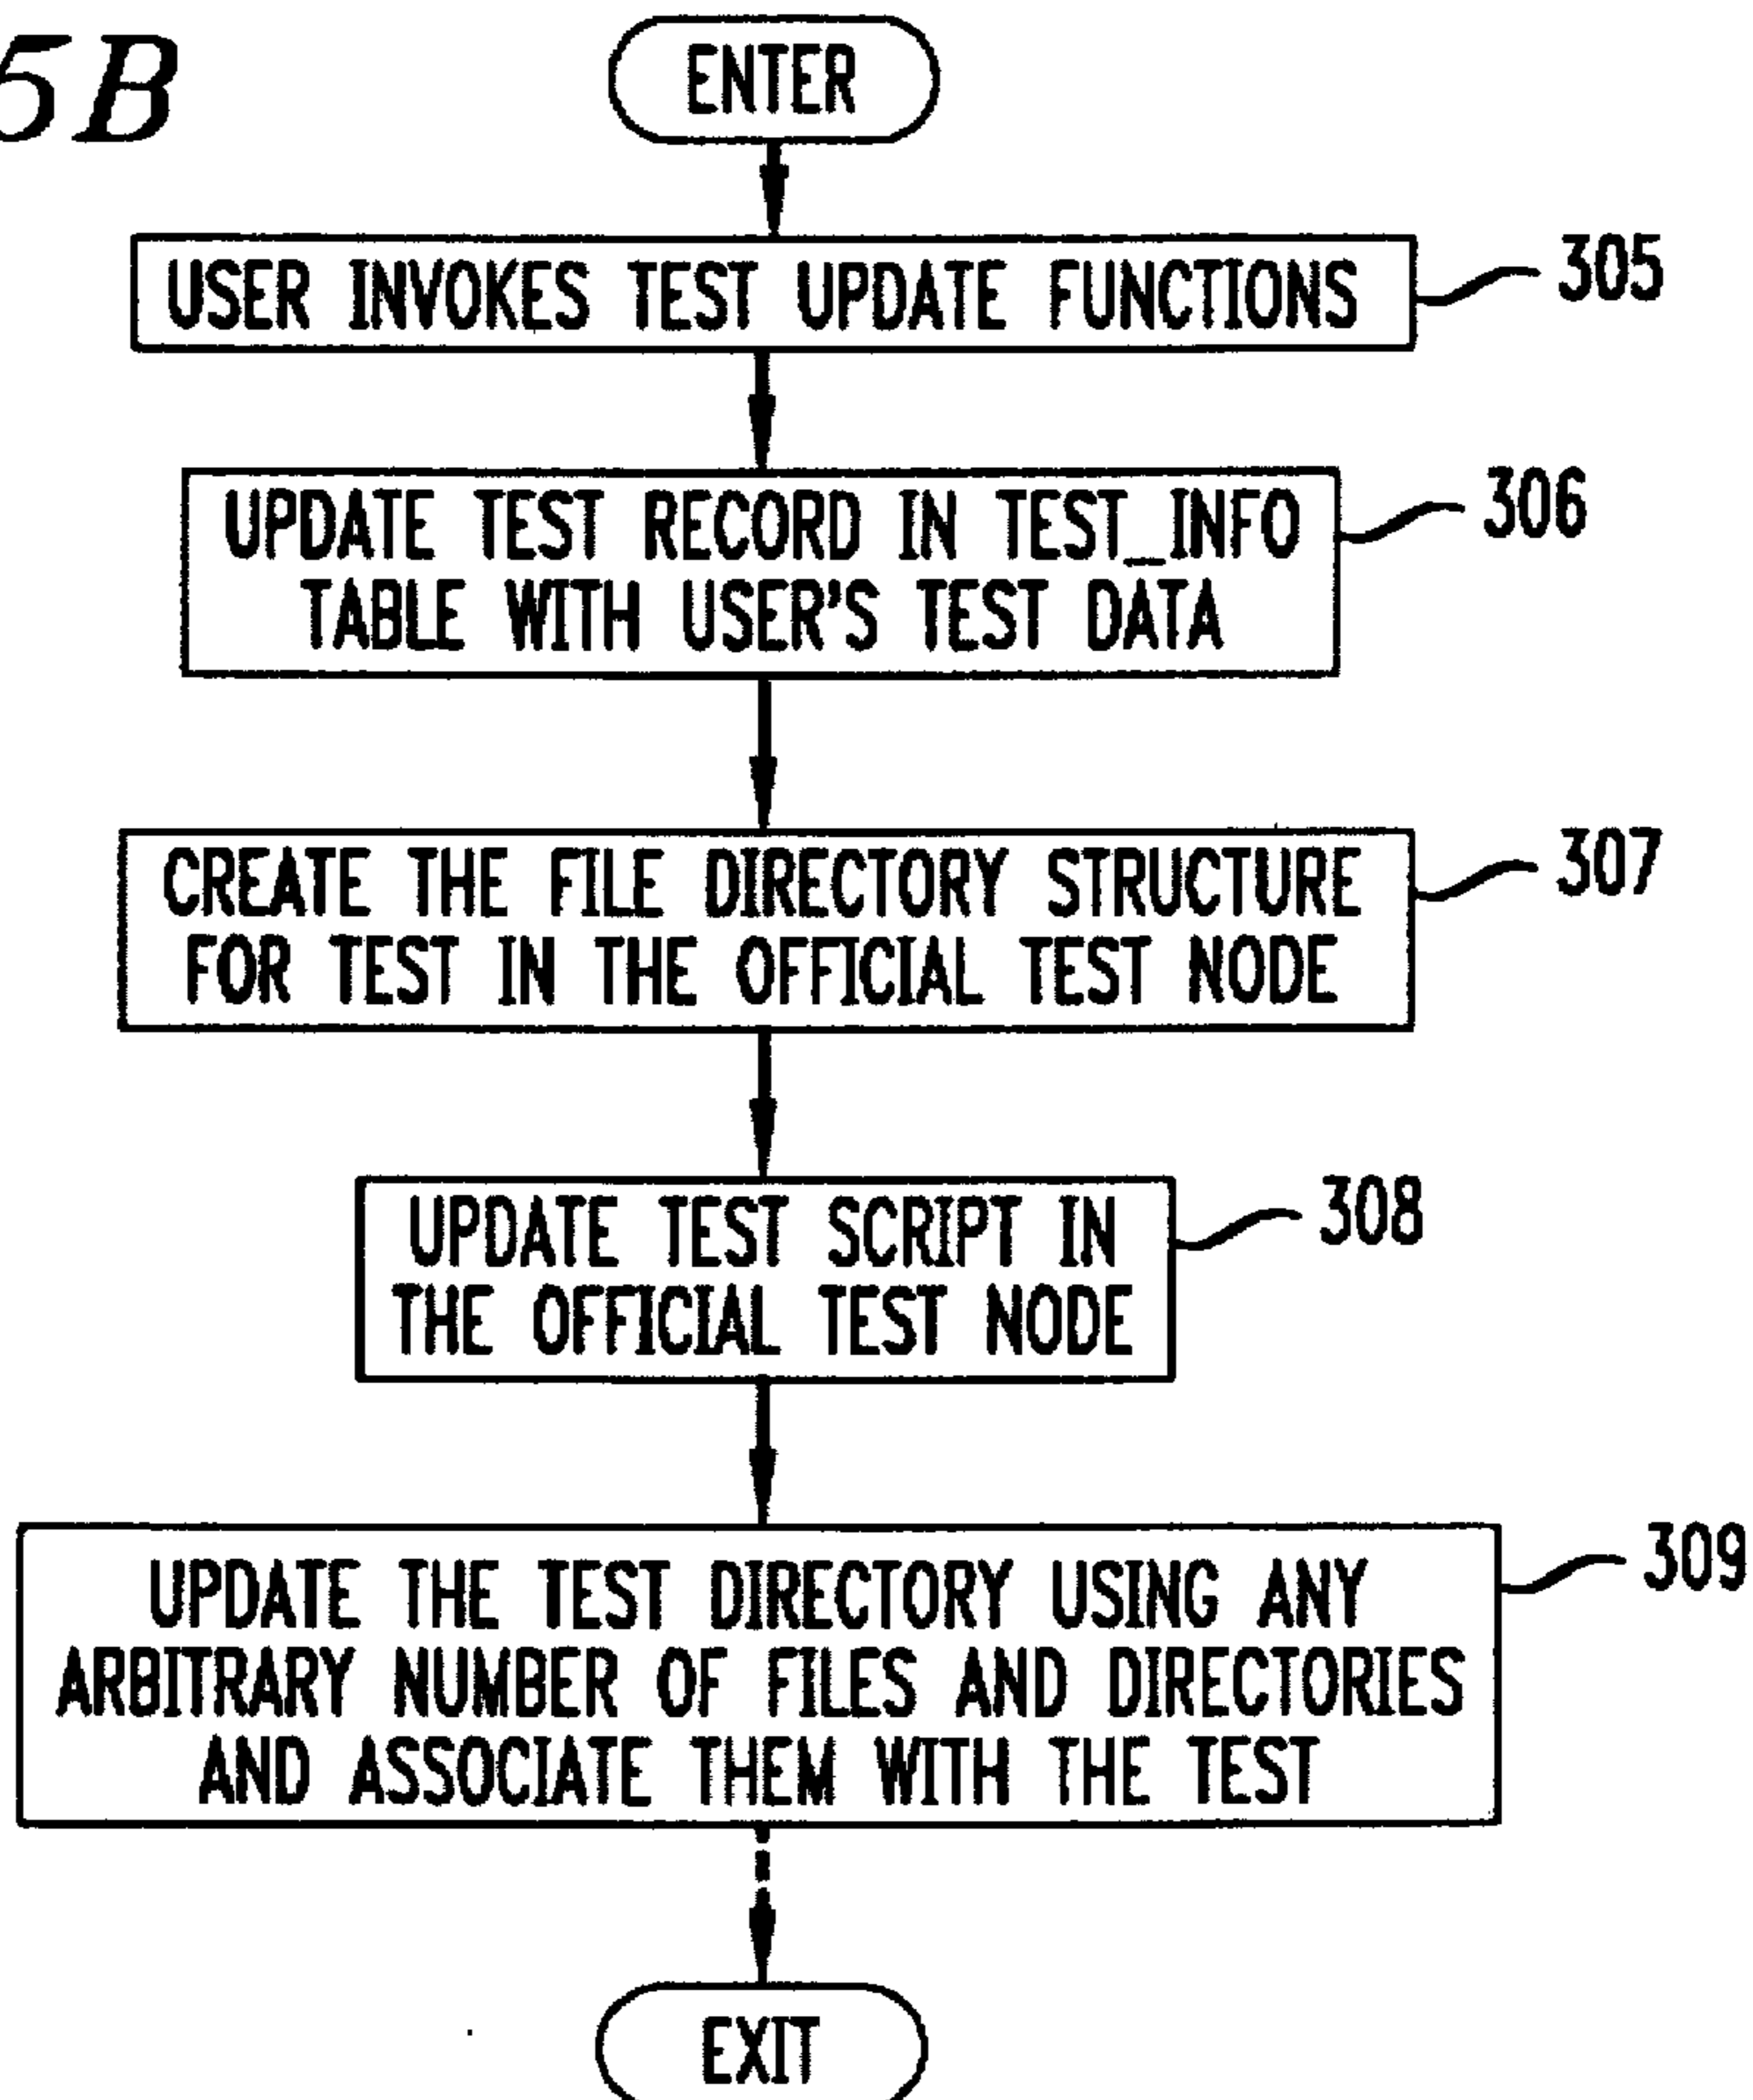 5B
ENTER
USER INVOKES TEST UPDATE FUNCTIONS
305
UPDATE TEST RECORD IN TEST_INFO
TABLE WITH USER'S TEST DATA
306
CREATE THE FILE DIRECTORY STRUCTURE
FOR TEST IN THE OFFICIAL TEST NODE
307
UPDATE TEST SCRIPT IN
THE OFFICIAL TEST NODE
308
UPDATE THE TEST DIRECTORY USING ANY
ARBITRARY NUMBER OF FILES AND DIRECTORIES
AND ASSOCIATE THEM WITH THE TEST
309
EXIT